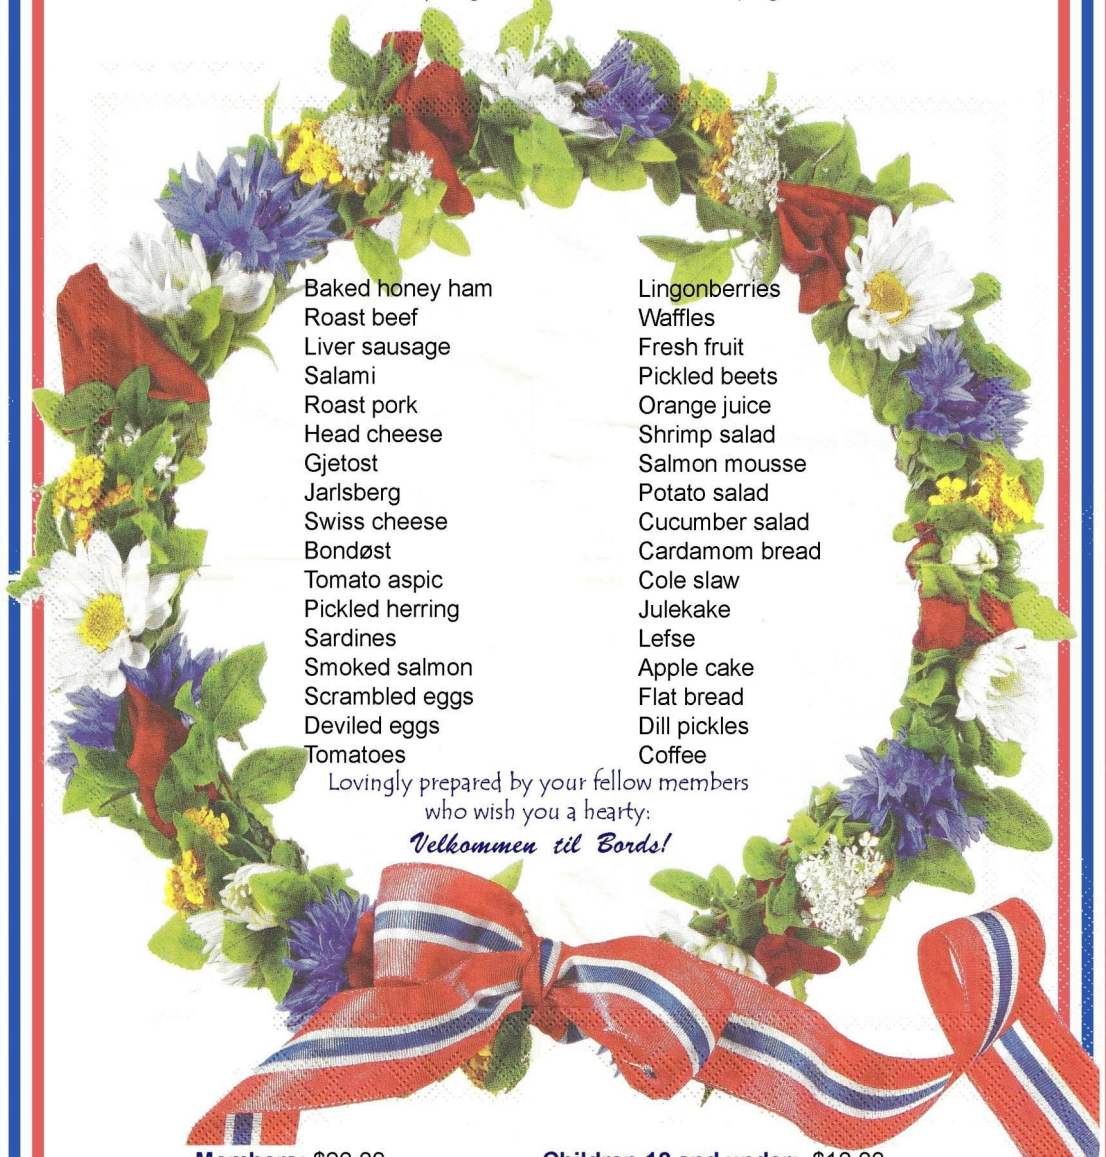 Baked honey ham
Roast beef
Liver sausage
Salami
Roast pork
Head cheese
Gjetost
Jarlsberg
Swiss cheese
Bondøst
Tomato aspic
Pickled herring
Sardines
Smoked salmon
Scrambled eggs
Deviled eggs
Tomatoes
Lingonberries
Waffles
Fresh fruit
Pickled beets
Orange juice
Shrimp salad
Salmon mousse
Potato salad
Cucumber salad
Cardamom bread
Cole slaw
Julekake
Lefse
Apple cake
Flat bread
Dill pickles
Coffee
Lovingly prepared by your fellow members
who wish you a hearty:
Velkommen til Bords!